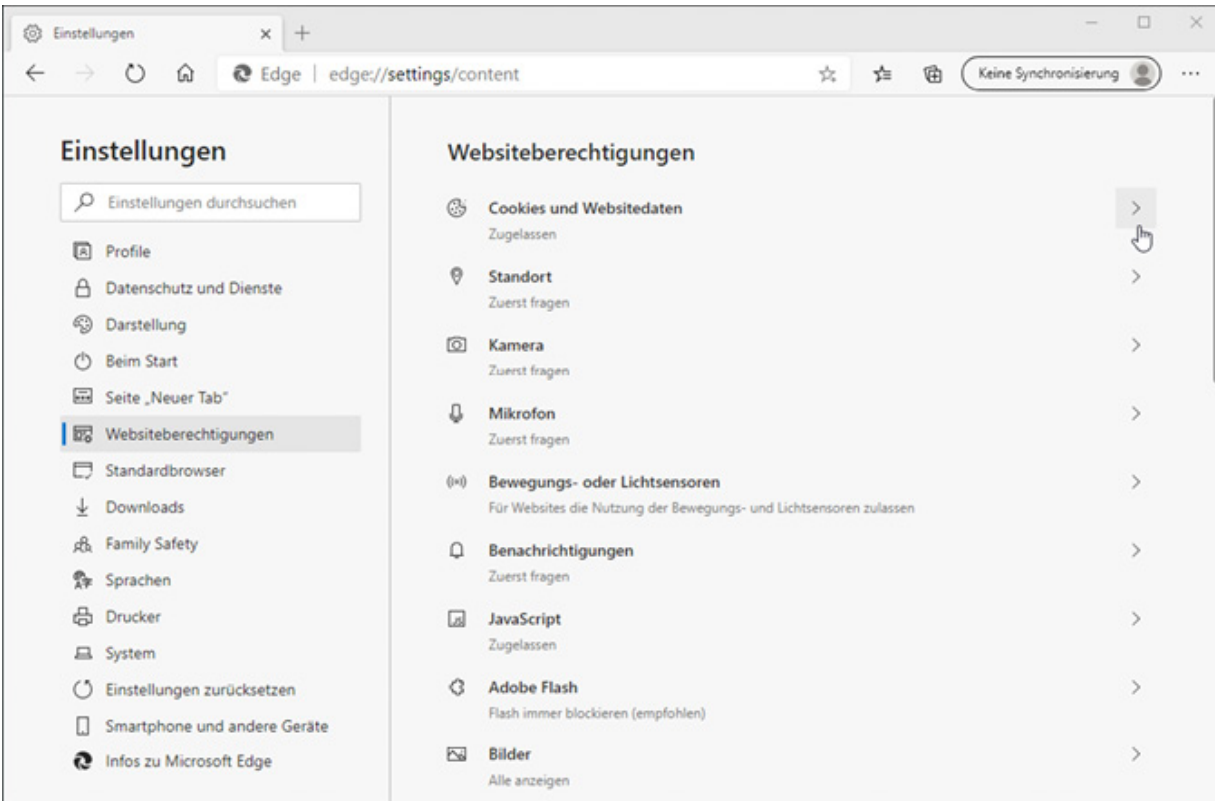 Einstellungen
Edge | edge://settings/content
Keine Synchronisierung
Einstellungen
Einstellungen durchsuchen
Profile
Datenschutz und Dienste
Darstellung
Beim Start
Seite „Neuer Tab“
Websiteberechtigungen
Standardbrowser
Downloads
Family Safety
Sprachen
Drucker
System
Einstellungen zurücksetzen
Smartphone und andere Geräte
Infos zu Microsoft Edge
Websiteberechtigungen
Cookies und Websitedaten
Zugelassen
Standort
Zuerst fragen
Kamera
Zuerst fragen
Mikrofon
Zuerst fragen
Bewegungs- oder Lichtsensoren
Für Websites die Nutzung der Bewegungs- und Lichtsensoren zulassen
Benachrichtigungen
Zuerst fragen
JavaScript
Zugelassen
Adobe Flash
Flash immer blockieren (empfohlen)
Bilder
Alle anzeigen